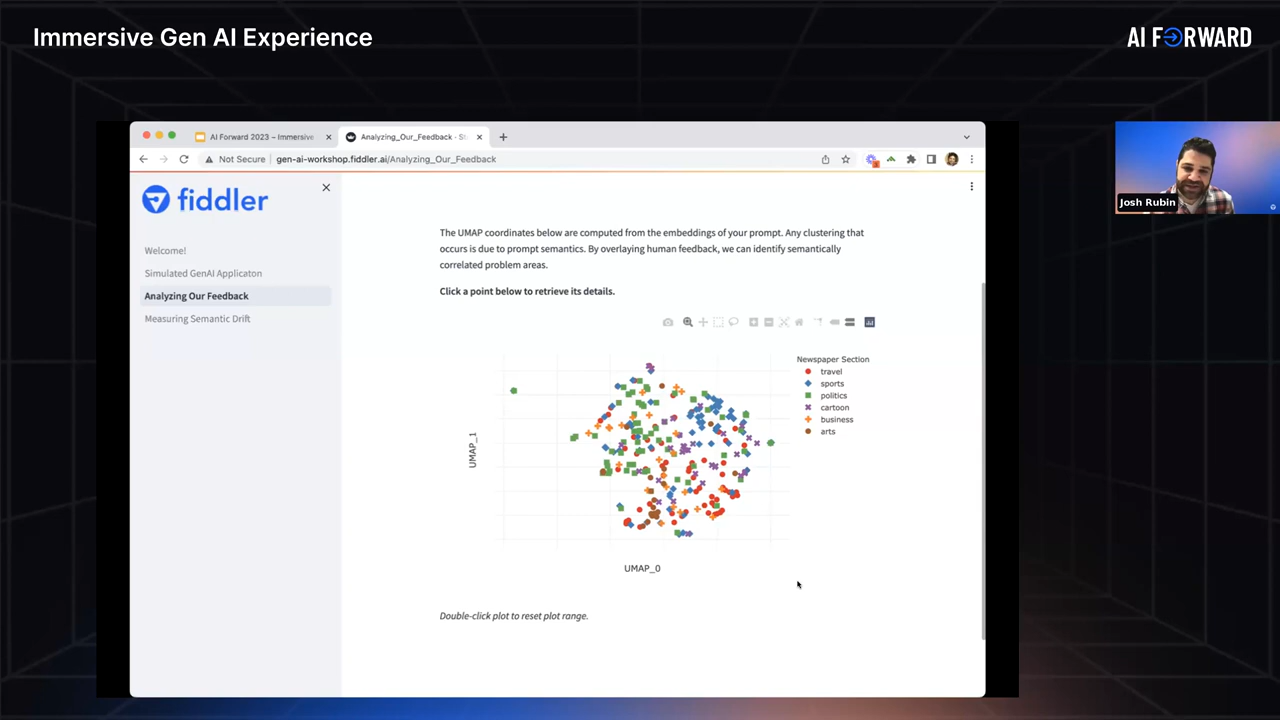 Immersive Gen AI Experience
AI FORWARD
AI Forward 2023 – Immersive
Analyzing_Our_Feedback · St
Not Secure
gen-ai-workshop.fiddler.ai/Analyzing_Our_Feedback
fiddler
Welcome!
Simulated GenAI Applicaton
Analyzing Our Feedback
Measuring Semantic Drift
The UMAP coordinates below are computed from the embeddings of your prompt. Any clustering that
occurs is due to prompt semantics. By overlaying human feedback, we can identify semantically
correlated problem areas.
Click a point below to retrieve its details.
Newspaper Section
travel
sports
politics
cartoon
business
arts
UMAP_1
UMAP_0
Double-click plot to reset plot range.
Josh Rubin